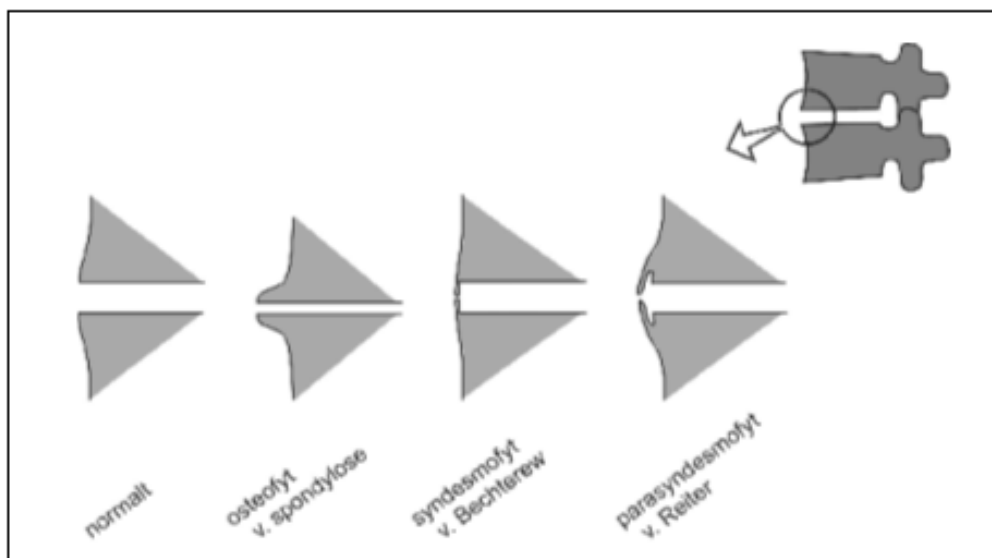 normalt
osteofyt
v. spondylose
syndesmofyt
v. Bechterew
parasyndesmofyt
v. Reiter